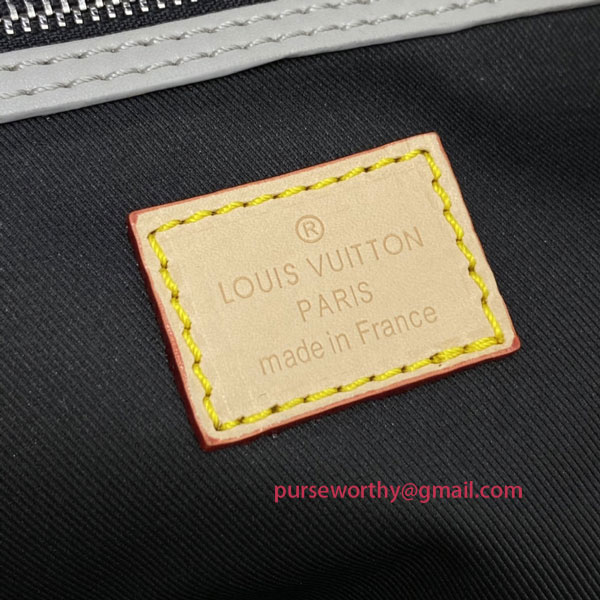 ®
LOUIS VUITTON
PARIS
made in France
purseworthy@gmail.com